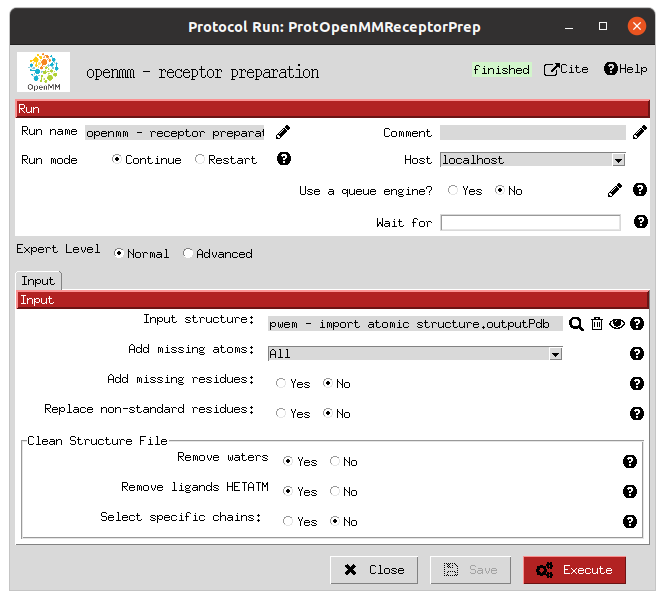 Protocol Run: ProtOpenMMReceptorPrep
OpenMM
openmm - receptor preparation
finished
Cite
Help
Run
Run name openmm - receptor preparat
Comment
Run mode Continue Restart
Host localhost
Use a queue engine? Yes No
Wait for
Expert Level Normal Advanced
Input
Input
Input structure: pwem - import atomic structure.outputPdb
Add missing atoms: All
Add missing residues: Yes No
Replace non-standard residues: Yes No
Clean Structure File
Remove waters Yes No
Remove ligands HETATM Yes No
Select specific chains: Yes No
Close Save Execute